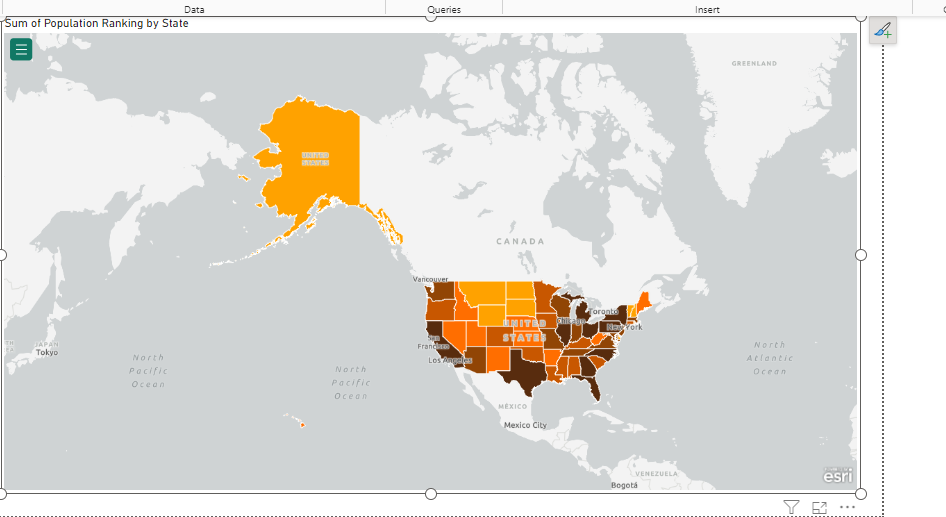 Data
Queries
Insert
Sum of Population Ranking by State
GREENLAND
UNITED
STATES
CANADA
Vancouver
Toronto
Chicago
UNITED
New York
STATES
San
Francisco
JAPAN
Tokyo
Los Angeles
North
Pacific
Ocean
North
Pacific
Ocean
North
Atlantic
Ocean
MÉXICO
Mexico City
VENEZUELA
esri
Bogotá